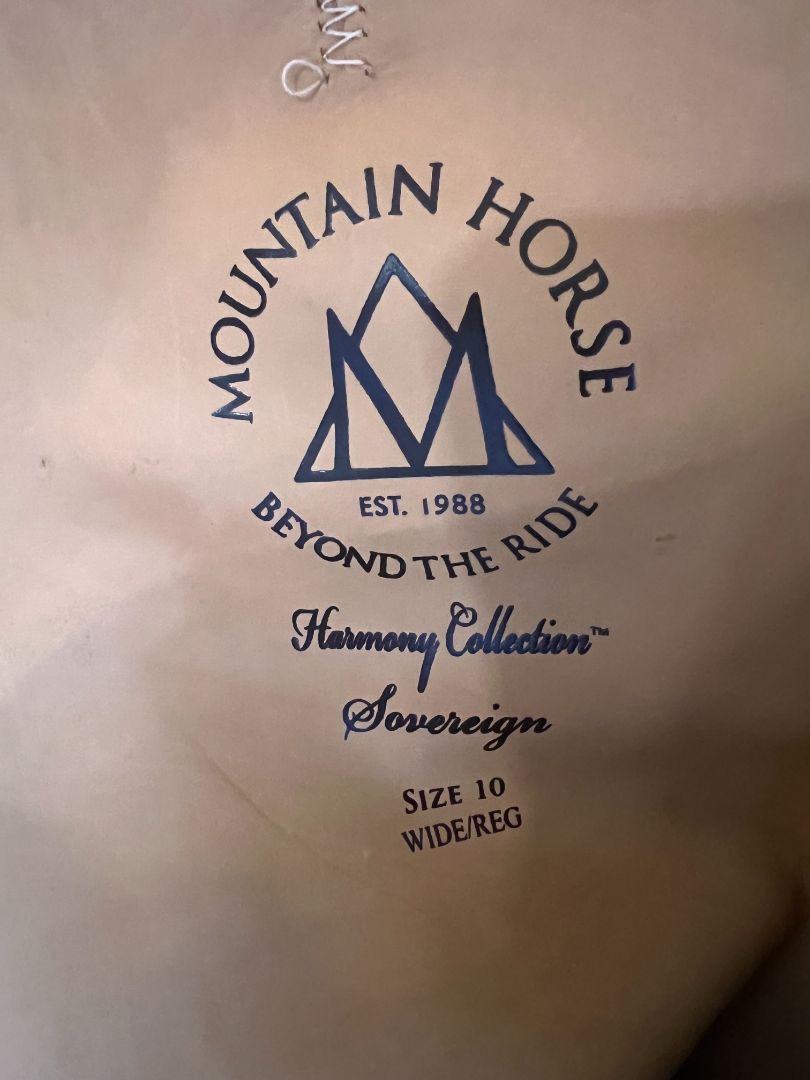 MOUNTAIN HORSE
EST. 1988
BEYOND THE RIDE
Harmony Collection™
Sovereign
SIZE 10
WIDE/REG